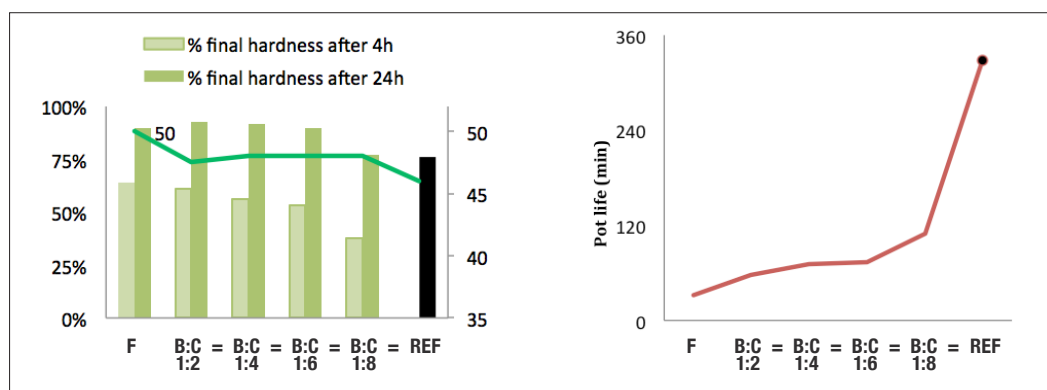 % final hardness after 4h
% final hardness after 24h
100%
75%
50%
25%
0%
50
50
45
40
35
F B:C = B:C = B:C = B:C = REF
1:2 1:4 1:6 1:8
Pot life (min)
360
240
120
0
F B:C = B:C = B:C = B:C = REF
1:2 1:4 1:6 1:8